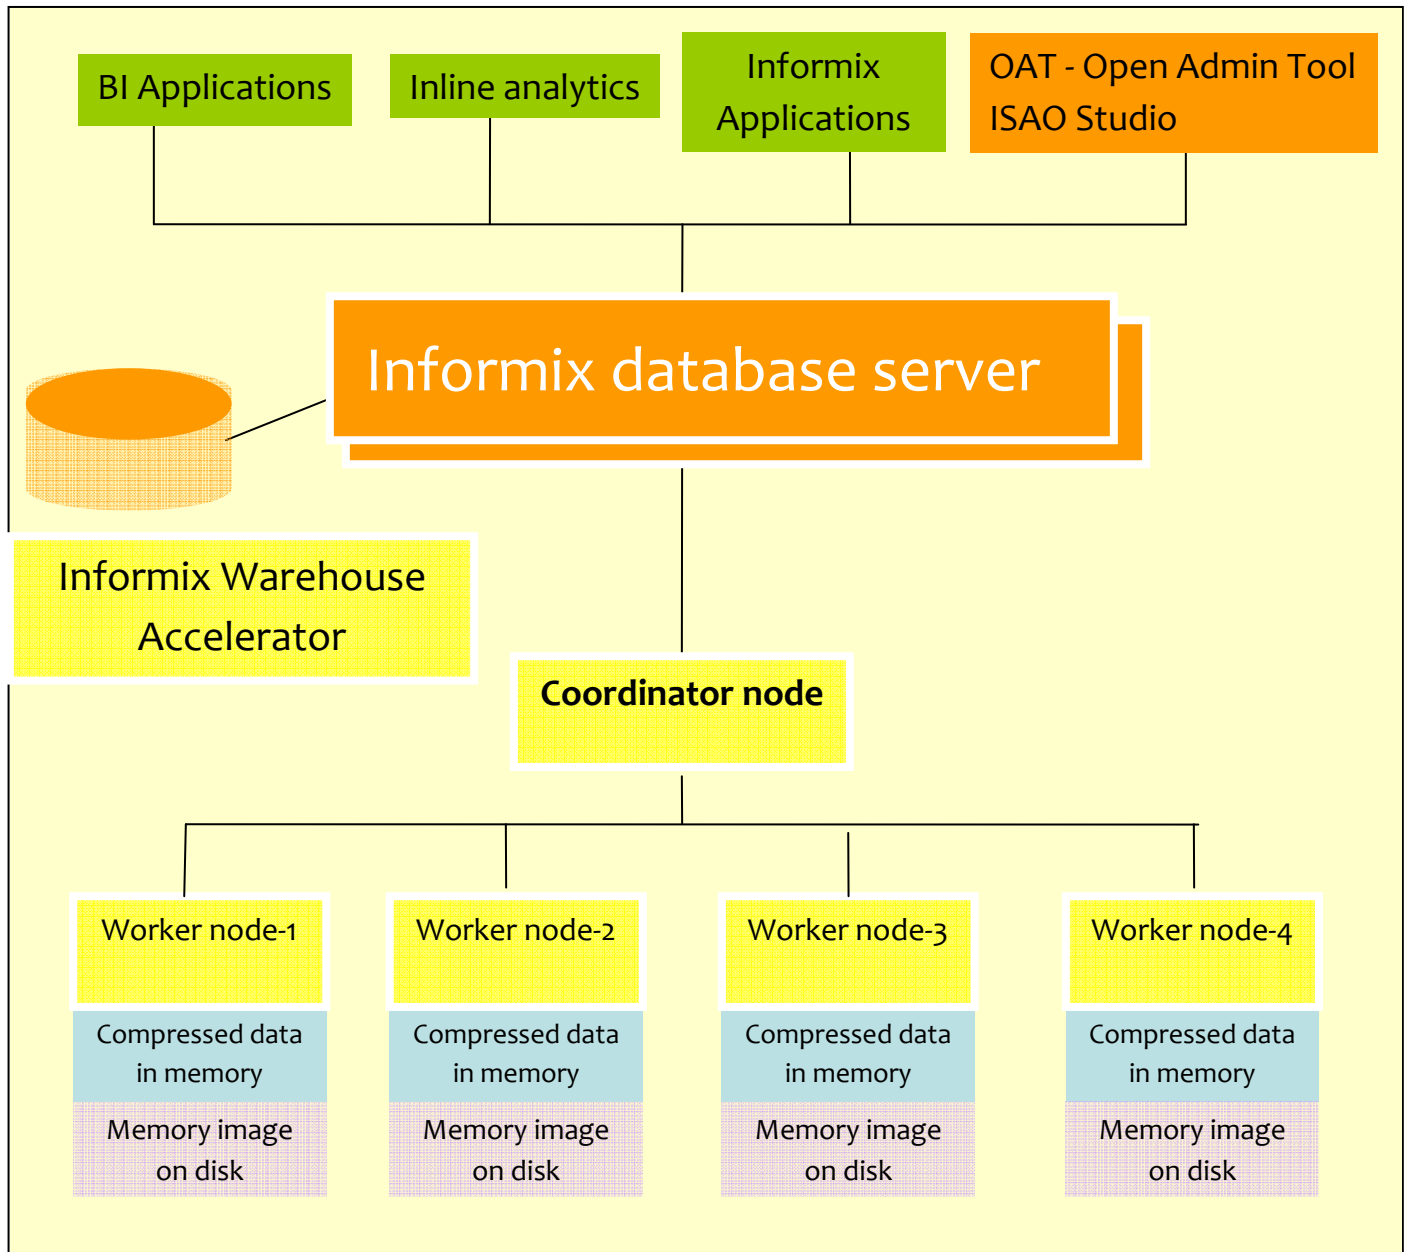 BI Applications
Inline analytics
Informix
Applications
OAT - Open Admin Tool
ISAO Studio
Informix database server
Informix Warehouse
Accelerator
Coordinator node
Worker node-1
Worker node-2
Worker node-3
Worker node-4
Compressed data
in memory
Compressed data
in memory
Compressed data
in memory
Compressed data
in memory
Memory image
on disk
Memory image
on disk
Memory image
on disk
Memory image
on disk